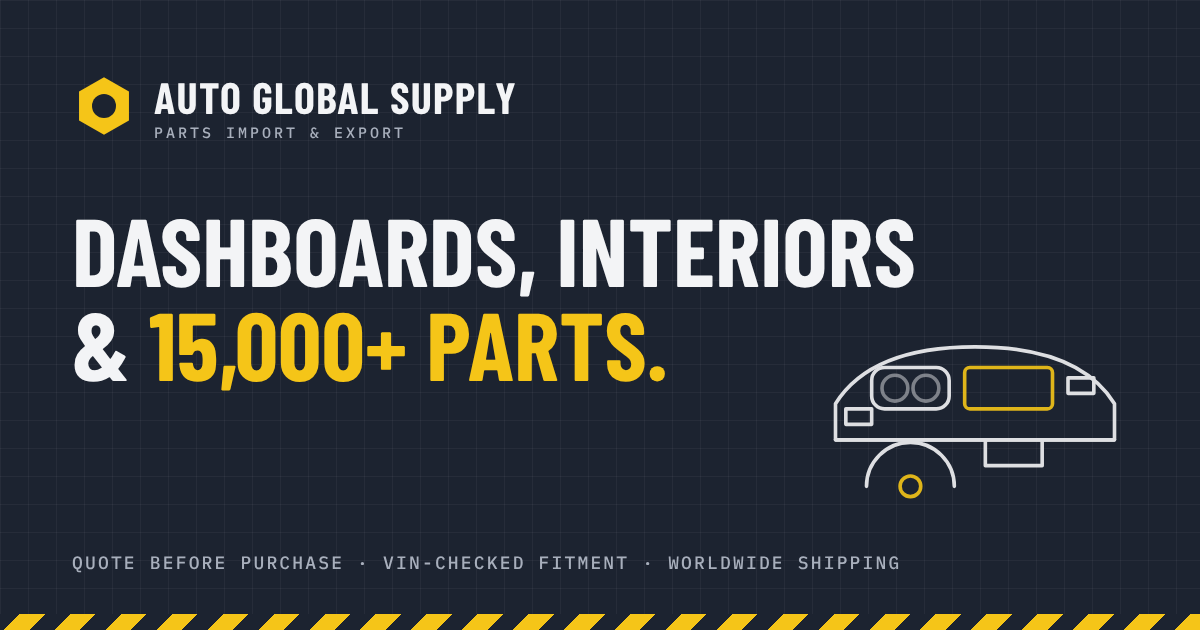 AUTO GLOBAL SUPPLY
PARTS IMPORT & EXPORT
DASHBOARDS, INTERIORS
& 15,000+ PARTS.
QUOTE BEFORE PURCHASE · VIN-CHECKED FITMENT · WORLDWIDE SHIPPING